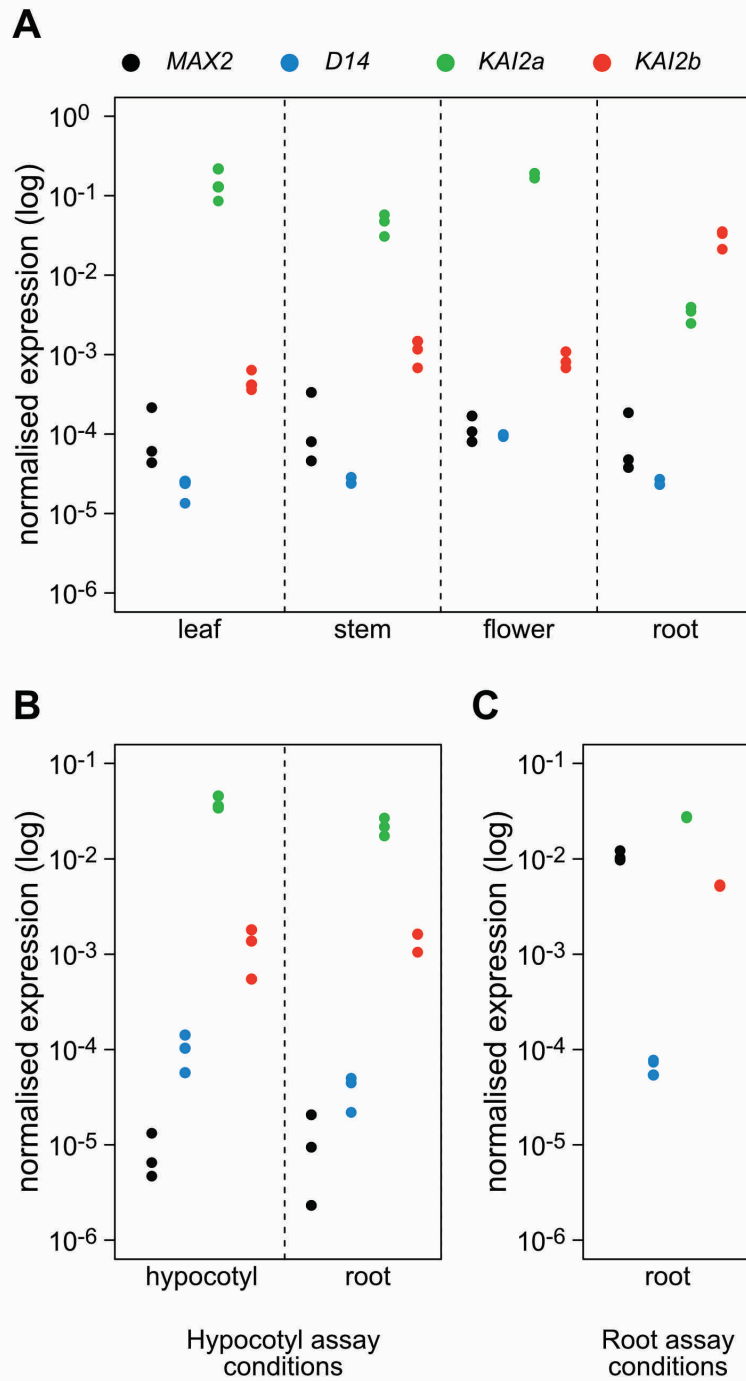 A
MAX2 D14 KAI2a KAI2b
normalised expression (log)
10^0
10^-1
10^-2
10^-3
10^-4
10^-5
10^-6
leaf stem flower root
B
normalised expression (log)
10^-1
10^-2
10^-3
10^-4
10^-5
10^-6
hypocotyl root
Hypocotyl assay
conditions
C
normalised expression (log)
10^-1
10^-2
10^-3
10^-4
10^-5
10^-6
root
Root assay
conditions